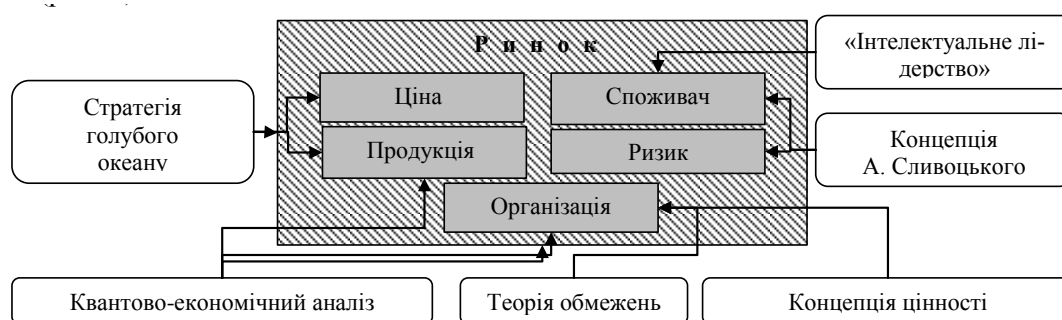 Р и н о к
«Інтелектуальне лі-
дерство»
Ціна
Споживач
Стратегія
голубого
океану
Продукція
Ризик
Концепція
А. Сливоцького
Організація
Квантово-економічний аналіз
Теорія обмежень
Концепція цінності